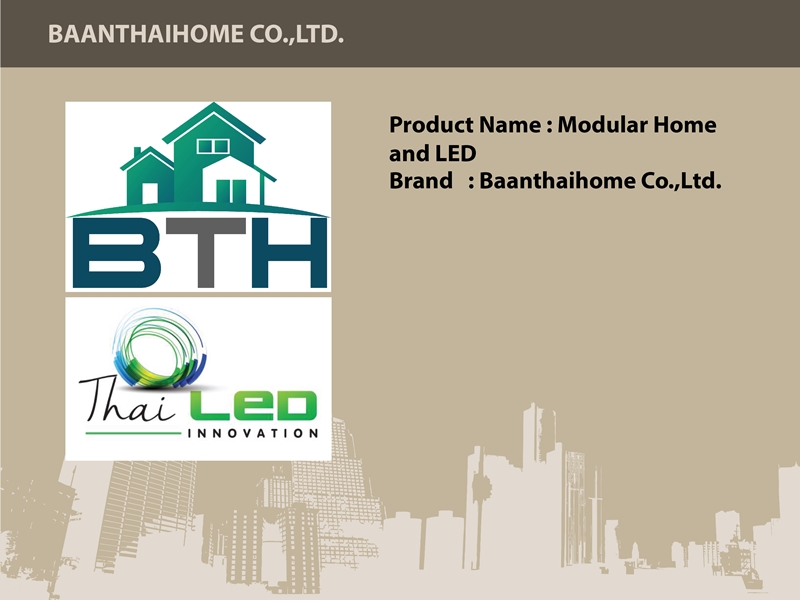 BAANTHAIHOME CO.,LTD.
Product Name : Modular Home
and LED
Brand : Baanthaihome Co.,Ltd.
BTH
Thai LED
INNOVATION